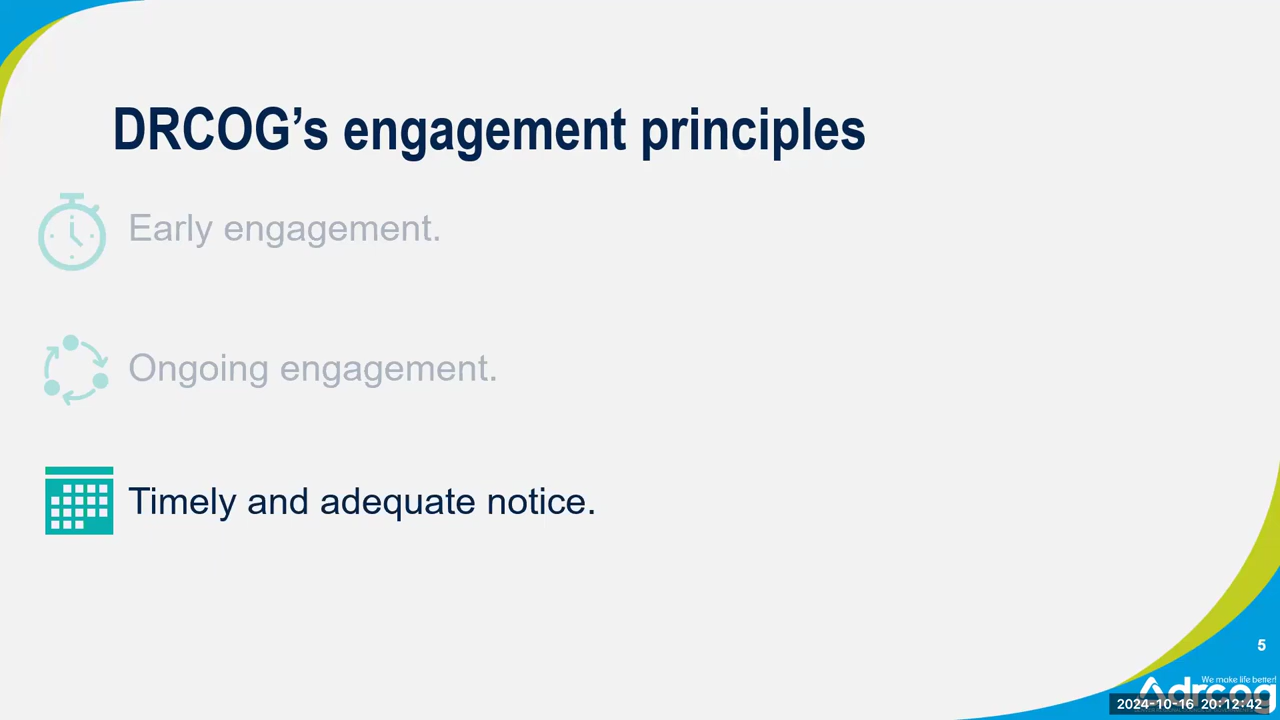 DRCOG’s engagement principles
Early engagement.
Ongoing engagement.
Timely and adequate notice.
5
We make life better!
drcog
2024-10-16 20:12:42